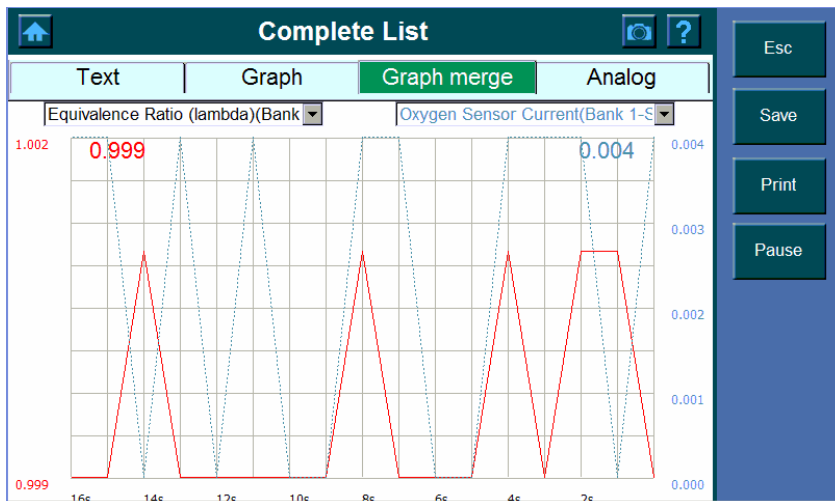 Complete List
?
Text Graph Graph merge Analog
Equivalence Ratio (lambda)(Bank Oxygen Sensor Current(Bank 1-S
1.002 0.999 0.004 0.004
0.003
0.002
0.001
0.999 0.000
16s 14s 12s 10s 8s 6s 4s 2s
Esc
Save
Print
Pause